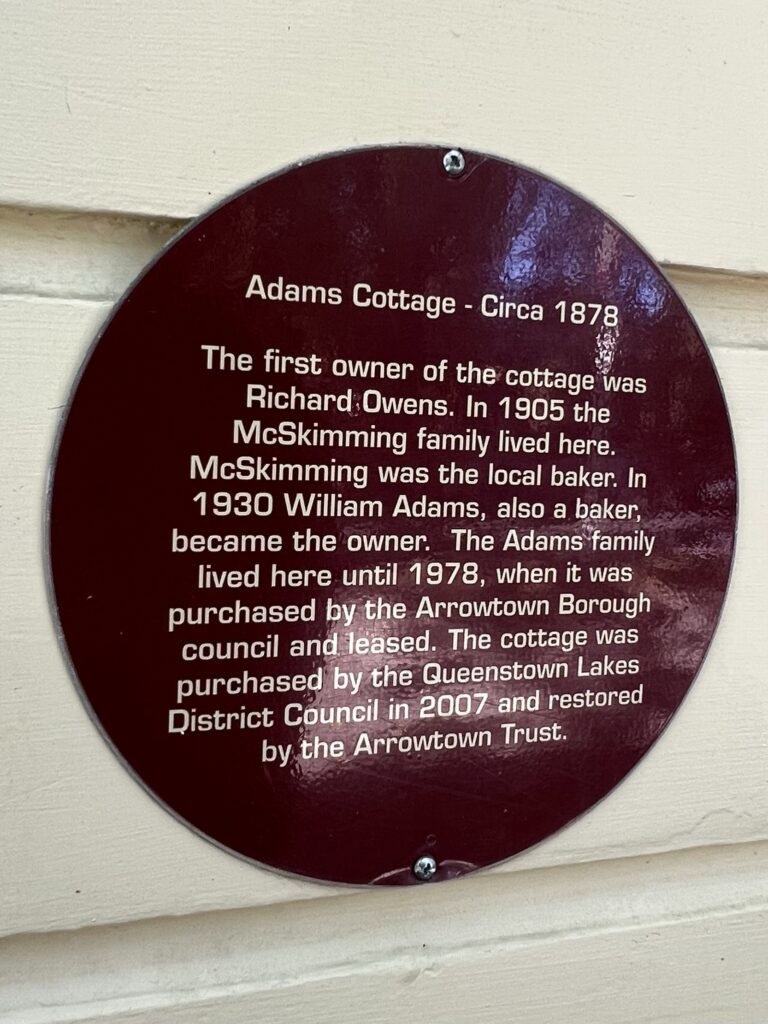 Adams Cottage - Circa 1878
The first owner of the cottage was
Richard Owens. In 1905 the
McSkimming family lived here.
McSkimming was the local baker. In
1930 William Adams, also a baker,
became the owner. The Adams family
lived here until 1978, when it was
purchased by the Arrowtown Borough
council and leased. The cottage was
purchased by the Queenstown Lakes
District Council in 2007 and restored
by the Arrowtown Trust.